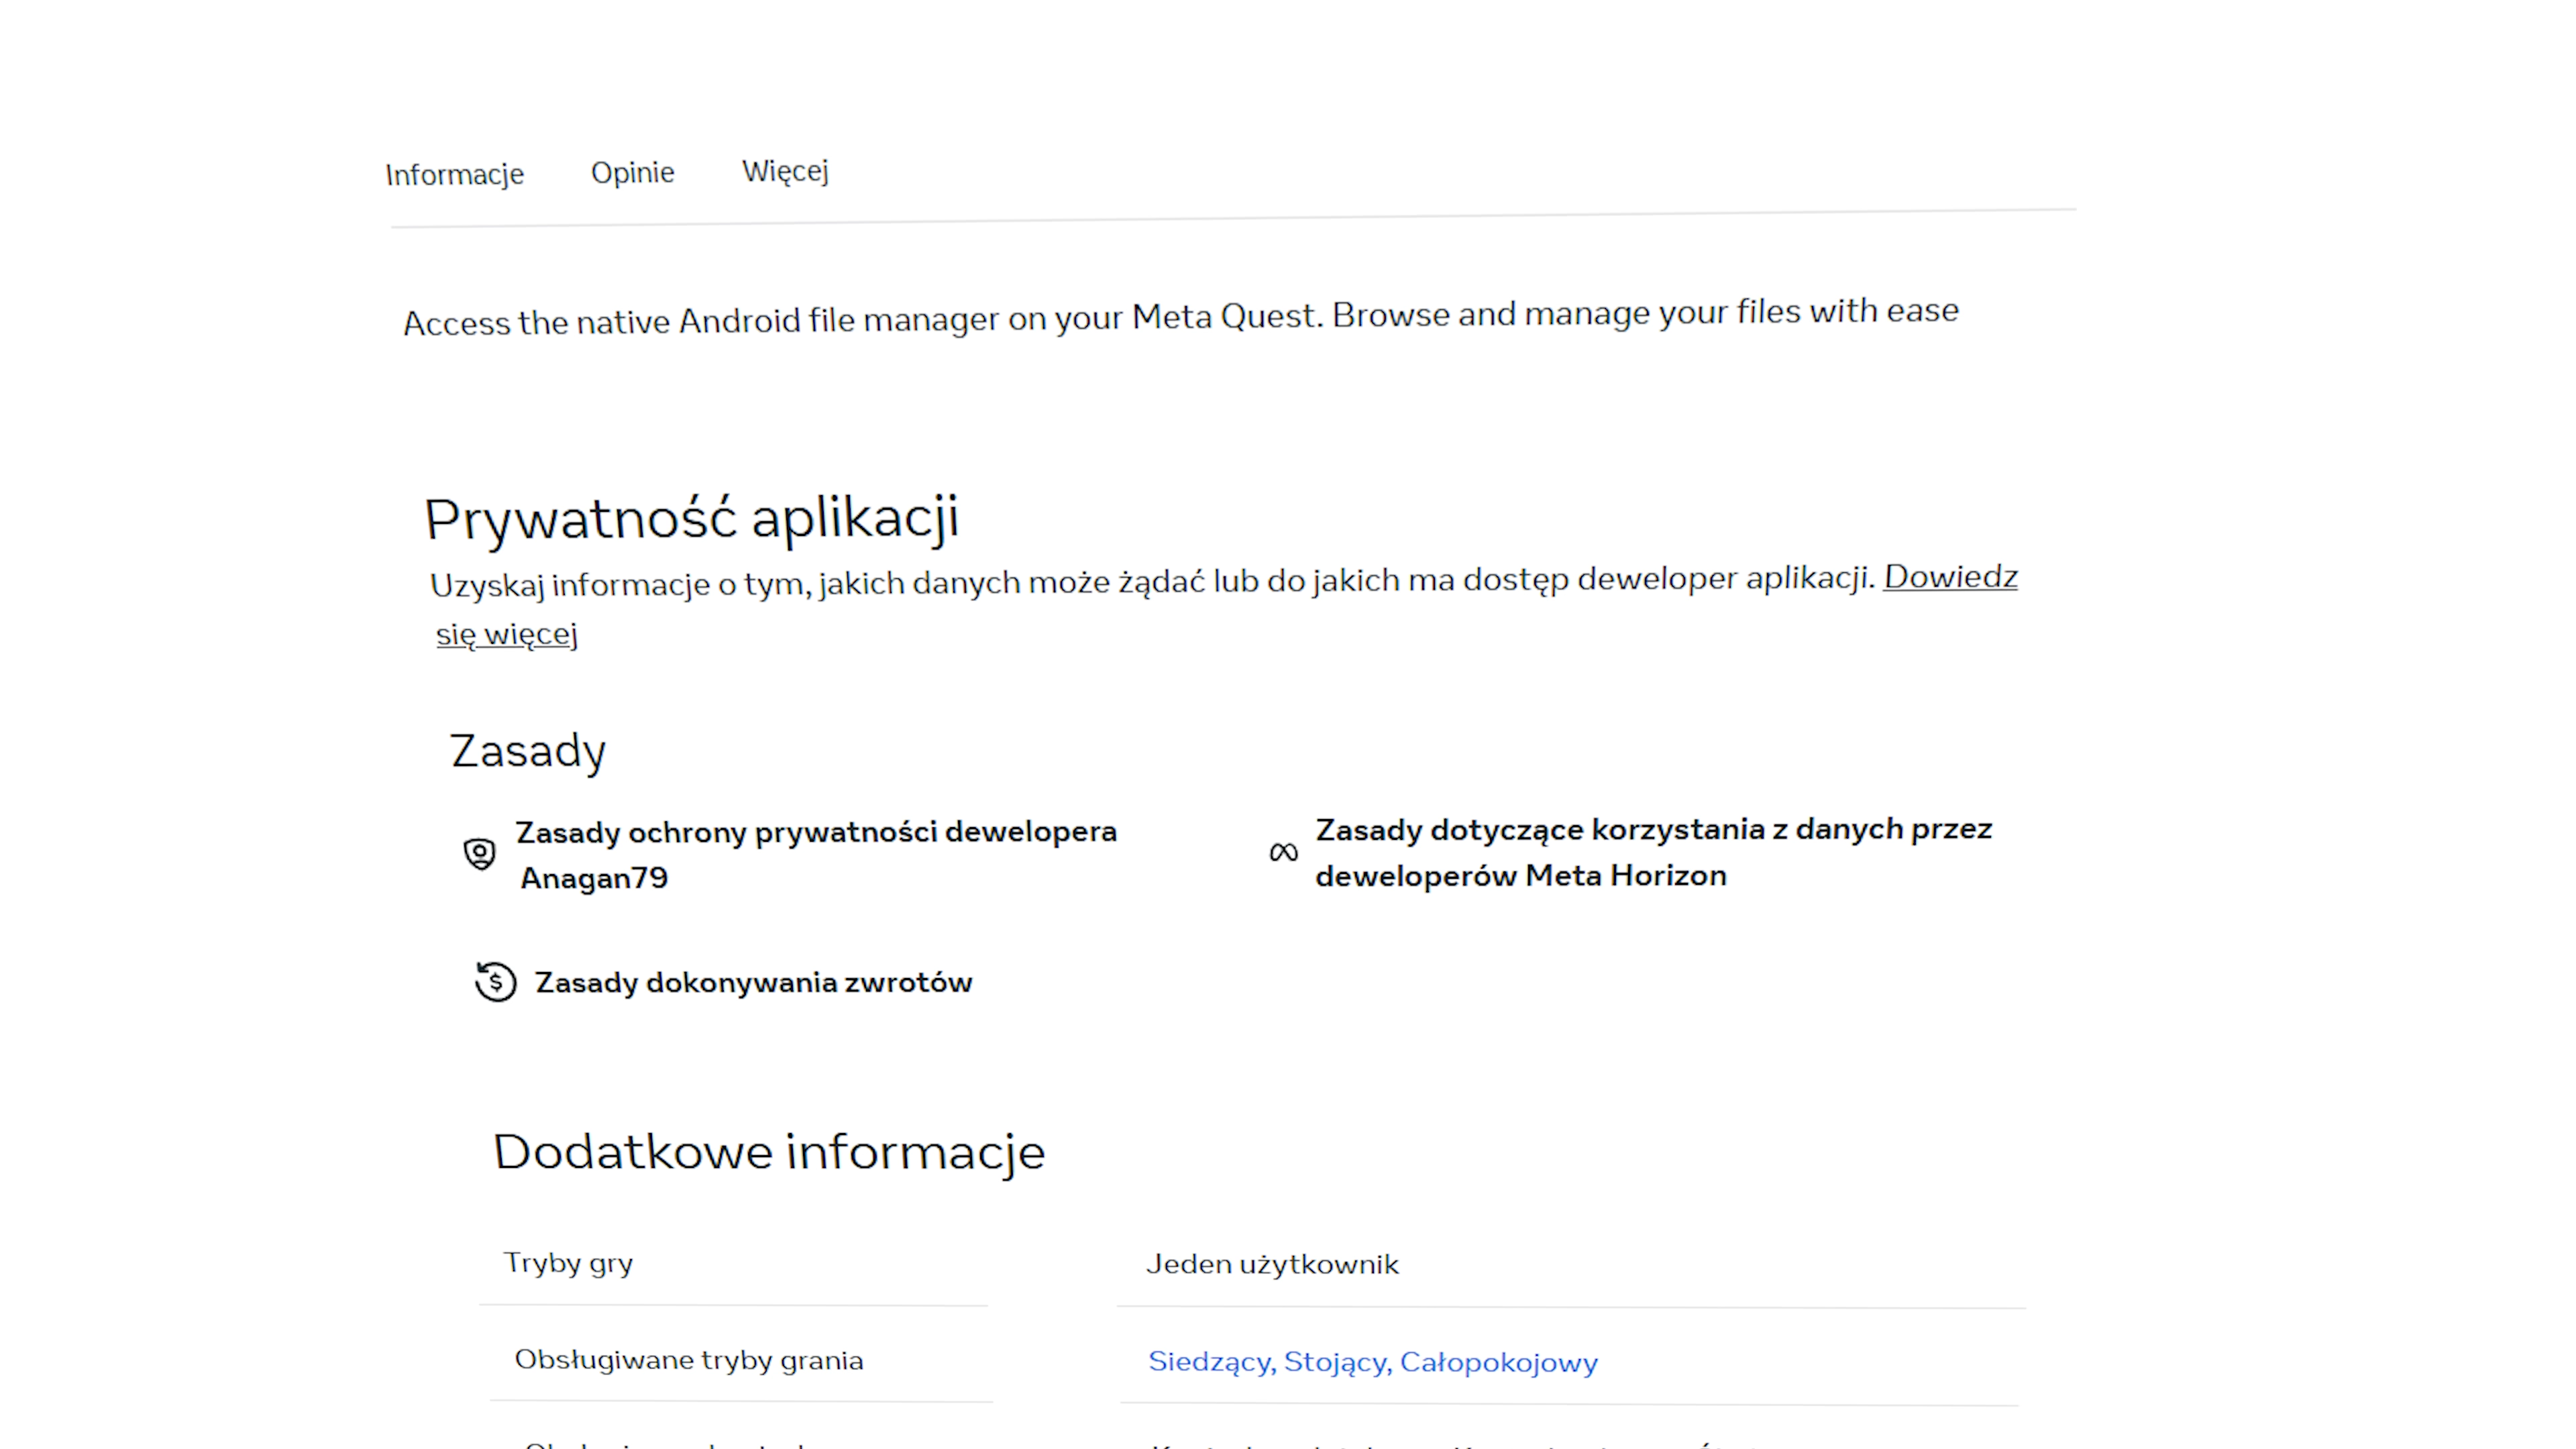 Informacje Opinie Więcej
Access the native Android file manager on your Meta Quest. Browse and manage your files with ease
Prywatność aplikacji
Uzyskaj informacje o tym, jakich danych może żądać lub do jakich ma dostęp deweloper aplikacji. Dowiedz
się więcej
Zasady
Zasady ochrony prywatności dewelopera
Anagan79
Zasady dotyczące korzystania z danych przez
deweloperów Meta Horizon
Zasady dokonywania zwrotów
Dodatkowe informacje
Tryby gry
Jeden użytkownik
Obsługiwane tryby grania
Siedzący, Stojący, Całopokojowy